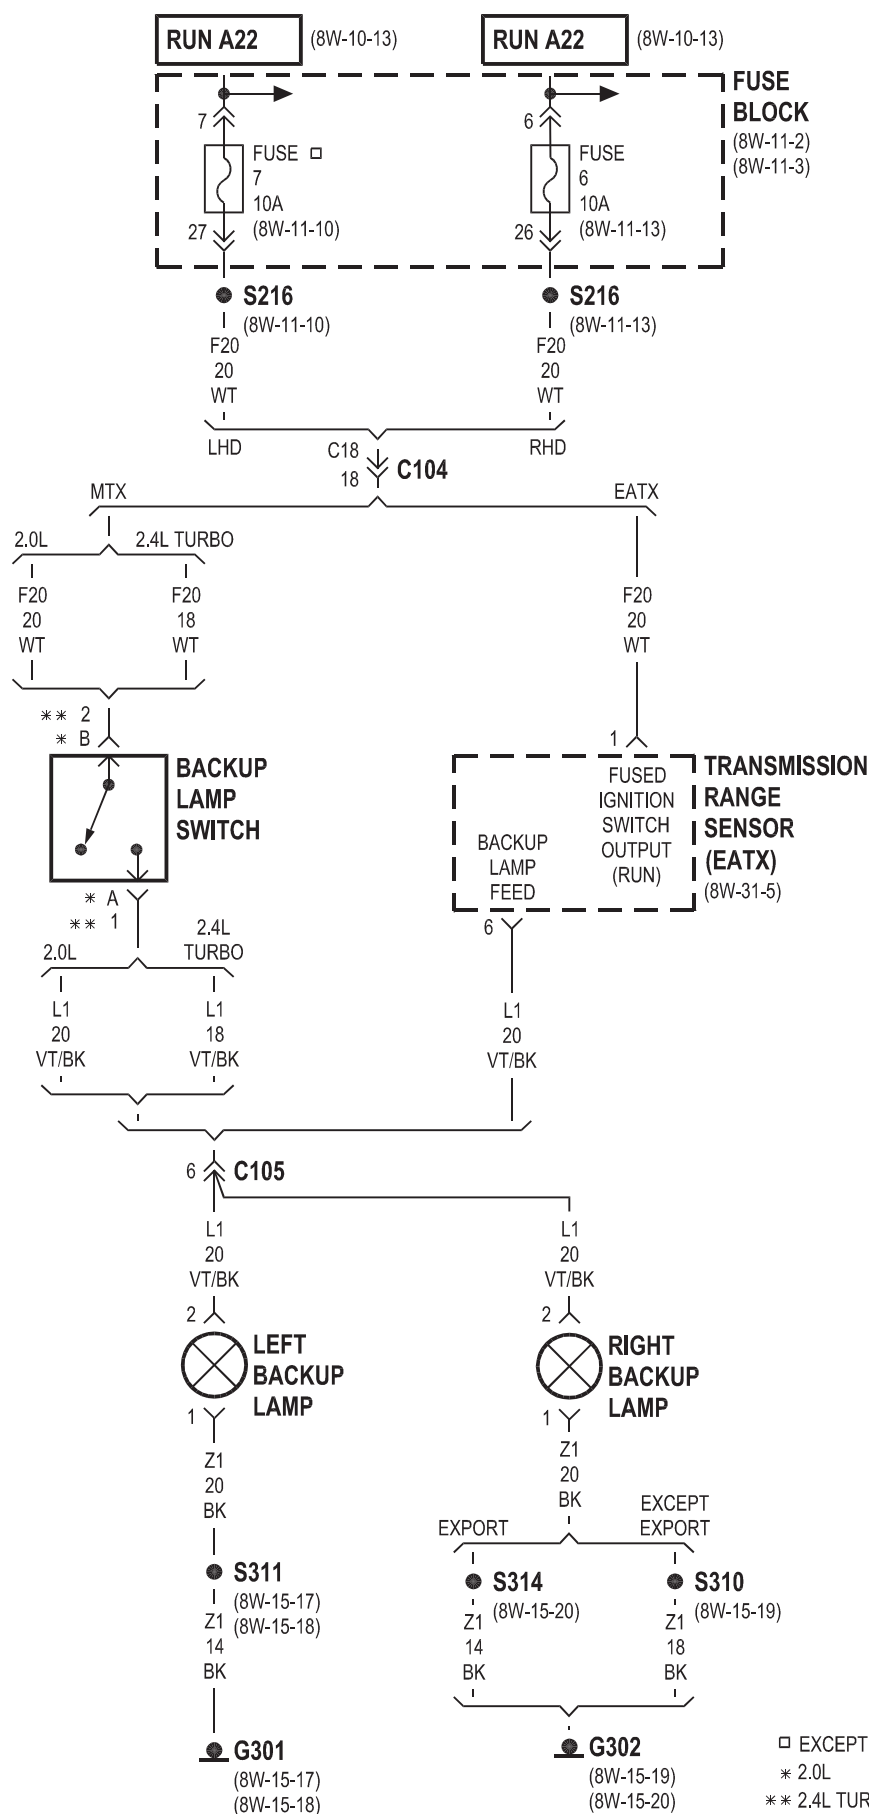 RUN A22 (8W-10-13)
RUN A22 (8W-10-13)
FUSE
BLOCK
(8W-11-2)
(8W-11-3)
7
FUSE □
7
10A
(8W-11-10)
27
6
FUSE
6
10A
(8W-11-13)
26
S216
(8W-11-10)
S216
(8W-11-13)
F20
20
WT
F20
20
WT
LHD
RHD
C18
18
C104
MTX
EATX
2.0L
2.4L TURBO
F20
20
WT
F20
18
WT
F20
20
WT
** 2
* B
BACKUP
LAMP
SWITCH
* A
** 1
1
FUSED
IGNITION
SWITCH
OUTPUT
(RUN)
BACKUP
LAMP
FEED
TRANSMISSION
RANGE
SENSOR
(EATX)
(8W-31-5)
6
2.0L
2.4L
TURBO
L1
20
VT/BK
L1
18
VT/BK
L1
20
VT/BK
6
C105
L1
20
VT/BK
L1
20
VT/BK
2
LEFT
BACKUP
LAMP
1
2
RIGHT
BACKUP
LAMP
1
Z1
20
BK
Z1
20
BK
EXPORT
EXCEPT
EXPORT
S311
(8W-15-17)
(8W-15-18)
S314
(8W-15-20)
S310
(8W-15-19)
Z1
14
BK
Z1
14
BK
Z1
18
BK
G301
(8W-15-17)
(8W-15-18)
G302
(8W-15-19)
(8W-15-20)
□ EXCEPT
* 2.0L
** 2.4L TUR